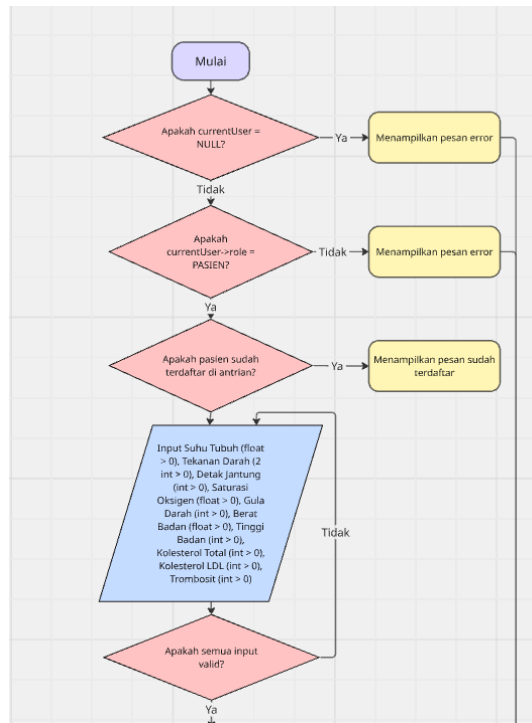 Mulai
Apakah currentUser =
NULL?
Ya
Menampilkan pesan error
Tidak
Apakah
currentUser->role =
PASIEN?
Tidak
Menampilkan pesan error
Ya
Apakah pasien sudah
terdaftar di antrian?
Ya
Menampilkan pesan sudah
terdaftar
Input Suhu Tubuh (float
> 0), Tekanan Darah (2
int > 0), Detak Jantung
(int > 0), Saturasi
Oksigen (float > 0), Gula
Darah (int > 0), Berat
Badan (float > 0), Tinggi
Badan (int > 0),
Kolesterol Total (int > 0),
Kolesterol LDL (int > 0),
Trombosit (int > 0)
Tidak
Apakah semua input
valid?
Ya